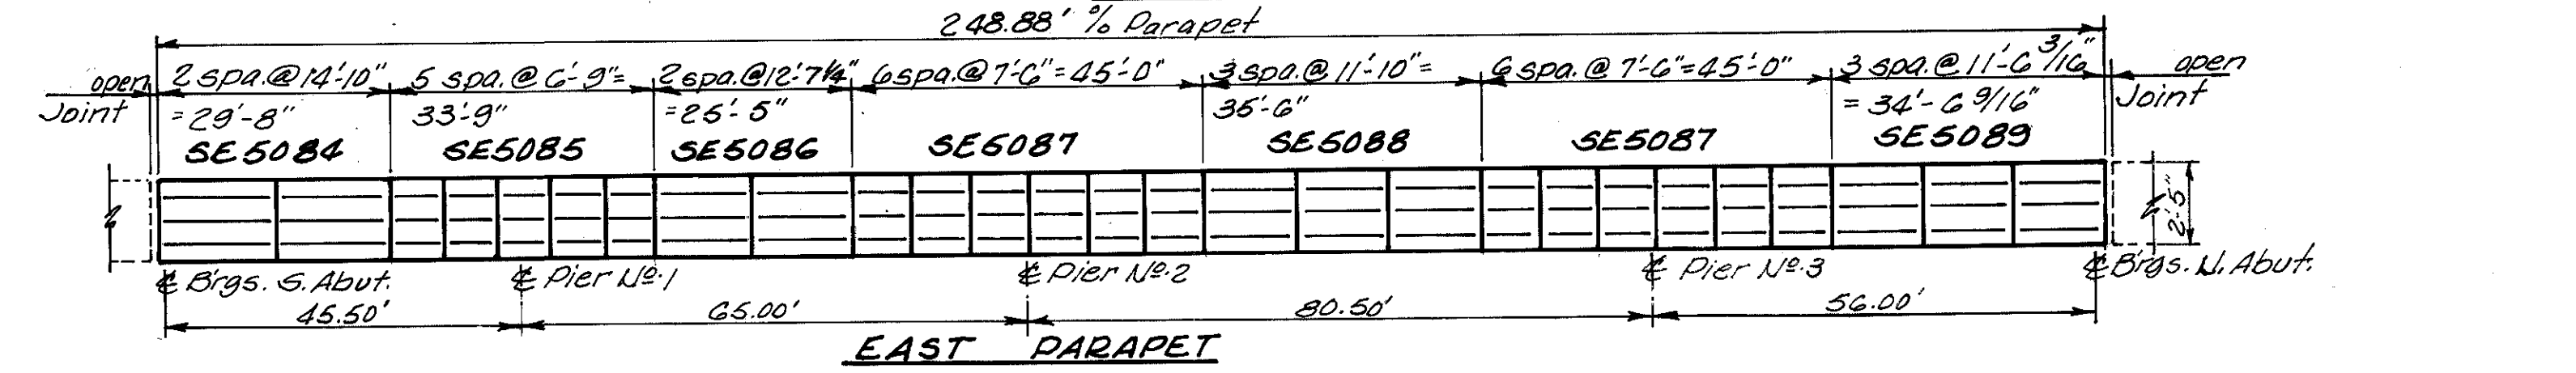 248.88' % Parapet
open Joint
2 spa.@14'-10" =29'-8"
5 spa.@ 6'-9"= 33'-9"
2 spa.@12'-7¼" =25'-5"
6 spa.@ 7'-6"=45'-0"
3 spa.@ 11'-10"= 35'-6"
6 spa.@ 7'-6"=45'-0"
3 spa.@ 11'-6 3/16" = 34'-6 9/16"
open Joint
SE5084
SE5085
SE5086
SE5087
SE5088
SE5087
SE5089
2'-5"
℄ Brgs. S. Abut.
℄ Pier Nº.1
℄ Pier Nº.2
℄ Pier Nº.3
℄ Brgs. N. Abut.
45.50'
65.00'
80.50'
56.00'
EAST PARAPET